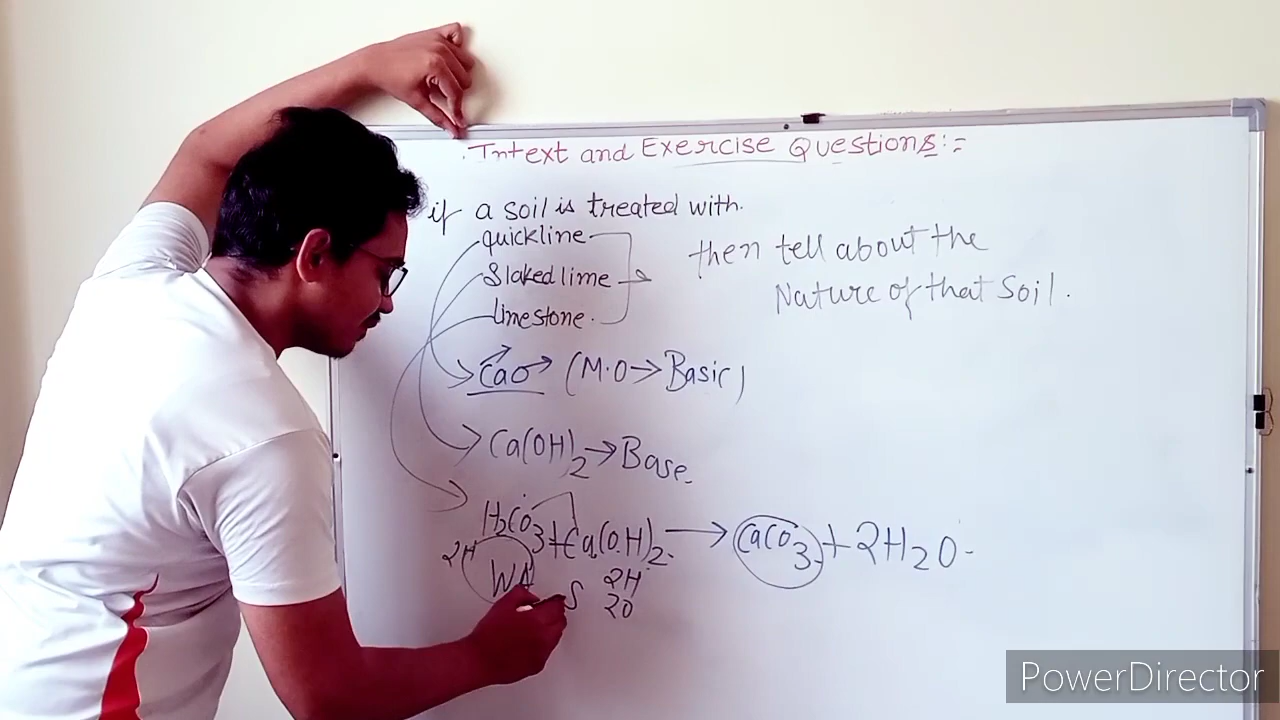 Intext and Exercise Questions:-
if a soil is treated with.
quickline
Slaked lime
limestone.
then tell about the
Nature of that Soil.
CaO → (M.O → Basic)
Ca(OH)2 → Base.
H2CO3 + Ca(OH)2 → CaCO3 + 2H2O
2H
WA
S
2H
2O
PowerDirector